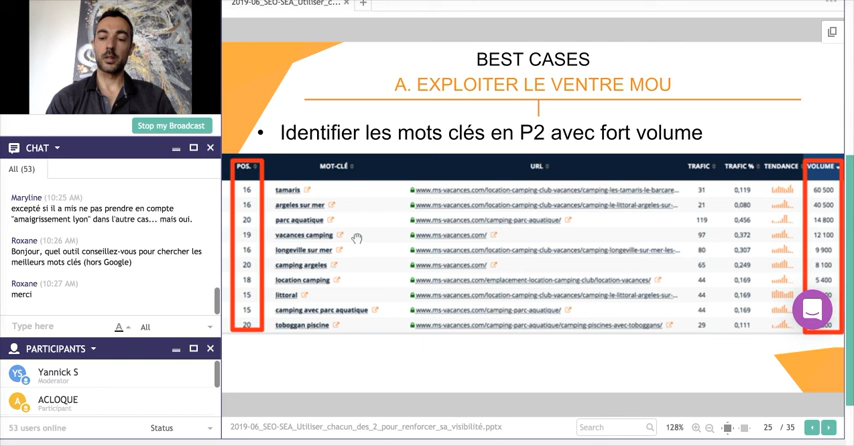 2019-06_SEO-SEA_Utiliser_c...
Stop my Broadcast
CHAT
All (53)
Maryline (10:25 AM)
excepté si il a mis ne pas prendre en compte
"amaigrissement lyon" dans l'autre cas... mais oui.
Roxane (10:26 AM)
Bonjour, quel outil conseillez-vous pour chercher les
meilleurs mots clés (hors Google)
Roxane (10:27 AM)
merci
Type here A All
PARTICIPANTS
YS Yannick S
Moderator
A ACLOQUE
Participant
53 users online Status
BEST CASES
A. EXPLOITER LE VENTRE MOU
• Identifier les mots clés en P2 avec fort volume
POS. MOT-CLÉ URL TRAFIC TRAFIC % TENDANCE VOLUME
16 tamaris www.ms-vacances.com/location-camping-club-vacances/camping-les-tamaris-le-barcare... 31 0,119 60 500
16 argeles sur mer www.ms-vacances.com/location-camping-club-vacances/camping-le-littoral-argeles-sur-... 21 0,080 40 500
20 parc aquatique www.ms-vacances.com/camping-parc-aquatique/ 119 0,456 14 800
19 vacances camping www.ms-vacances.com/ 97 0,372 12 100
16 longeville sur mer www.ms-vacances.com/location-camping-club-vacances/camping-longeville-sur-mer-les-... 80 0,307 9 900
20 camping argeles www.ms-vacances.com/ 65 0,249 8 100
18 location camping www.ms-vacances.com/emplacement-location-camping-club/location-vacances/ 44 0,169 5 400
15 littoral www.ms-vacances.com/location-camping-club-vacances/camping-le-littoral-argeles-sur-... 44 0,169
15 camping avec parc aquatique www.ms-vacances.com/camping-parc-aquatique/ 44 0,169
20 toboggan piscine www.ms-vacances.com/camping-parc-aquatique/camping-piscines-avec-toboggans/ 29 0,111
2019-06_SEO-SEA_Utiliser_chacun_des_2_pour_renforcer_sa_visibilité.pptx Search 128% 25 / 35